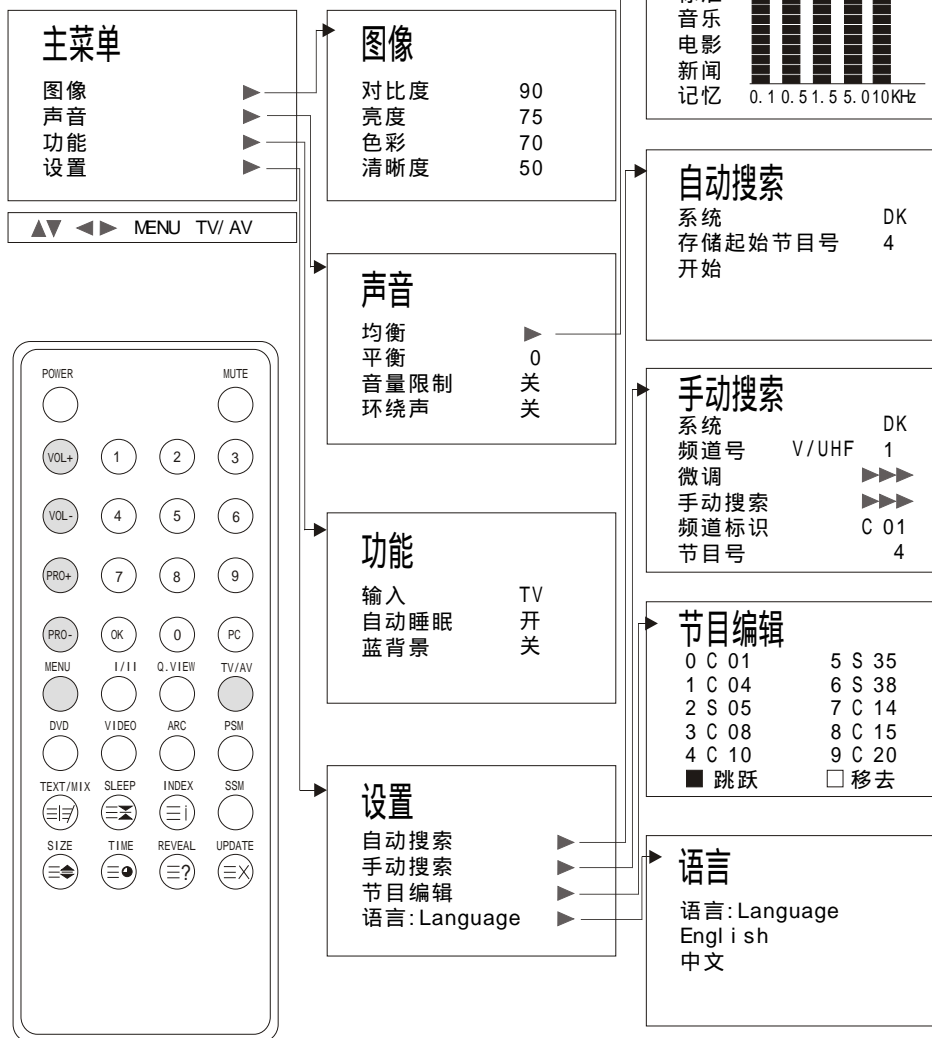 主菜单
图像
声音
功能
设置
MENU TV/AV
POWER MUTE
VOL+ 1 2 3
VOL- 4 5 6
PRO+ 7 8 9
PRO- OK 0 PC
MENU I/II Q.VIEW TV/AV
DVD VIDEO ARC PSM
TEXT/MIX SLEEP INDEX SSM
i
SIZE TIME REVEAL UPDATE
? X
图像
对比度 90
亮度 75
色彩 70
清晰度 50
声音
均衡
平衡 0
音量限制 关
环绕声 关
功能
输入 TV
自动睡眠 开
蓝背景 关
设置
自动搜索
手动搜索
节目编辑
语言:Language
音乐
电影
新闻
记忆 0.1 0.5 1.5 5.0 10KHz
自动搜索
系统 DK
存储起始节目号 4
开始
手动搜索
系统 DK
频道号 V/UHF 1
微调
手动搜索
频道标识 C 01
节目号 4
节目编辑
0 C 01 5 S 35
1 C 04 6 S 38
2 S 05 7 C 14
3 C 08 8 C 15
4 C 10 9 C 20
■ 跳跃 □ 移去
语言
语言:Language
English
中文